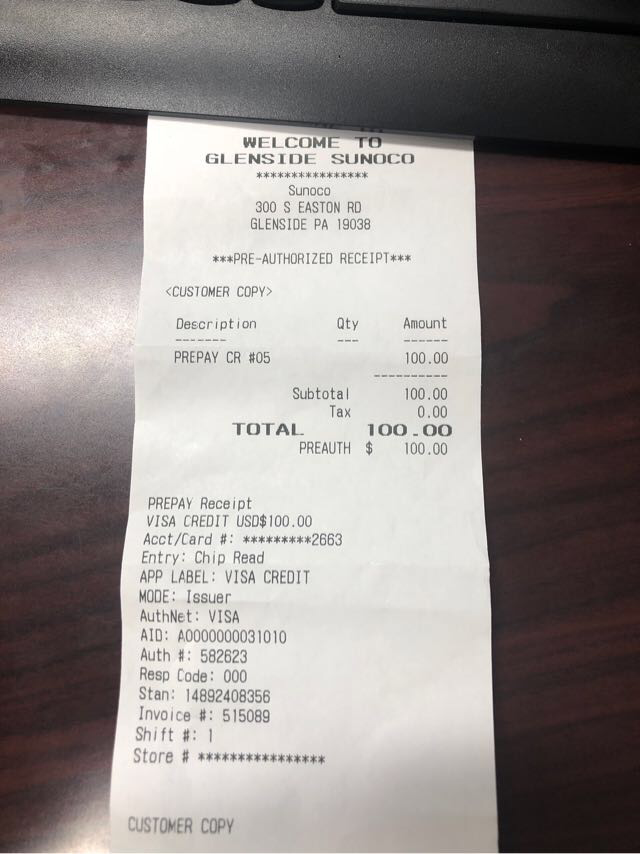 WELCOME TO
GLENSIDE SUNOCO
****************
Sunoco
300 S EASTON RD
GLENSIDE PA 19038
***PRE-AUTHORIZED RECEIPT***
<CUSTOMER COPY>
Description Qty Amount
------- --- ------
PREPAY CR #05 100.00
----------
Subtotal 100.00
Tax 0.00
TOTAL 100.00
PREAUTH $ 100.00
PREPAY Receipt
VISA CREDIT USD$100.00
Acct/Card #: *********2663
Entry: Chip Read
APP LABEL: VISA CREDIT
MODE: Issuer
AuthNet: VISA
AID: A0000000031010
Auth #: 582623
Resp Code: 000
Stan: 14892408356
Invoice #: 515089
Shift #: 1
Store # ****************
CUSTOMER COPY